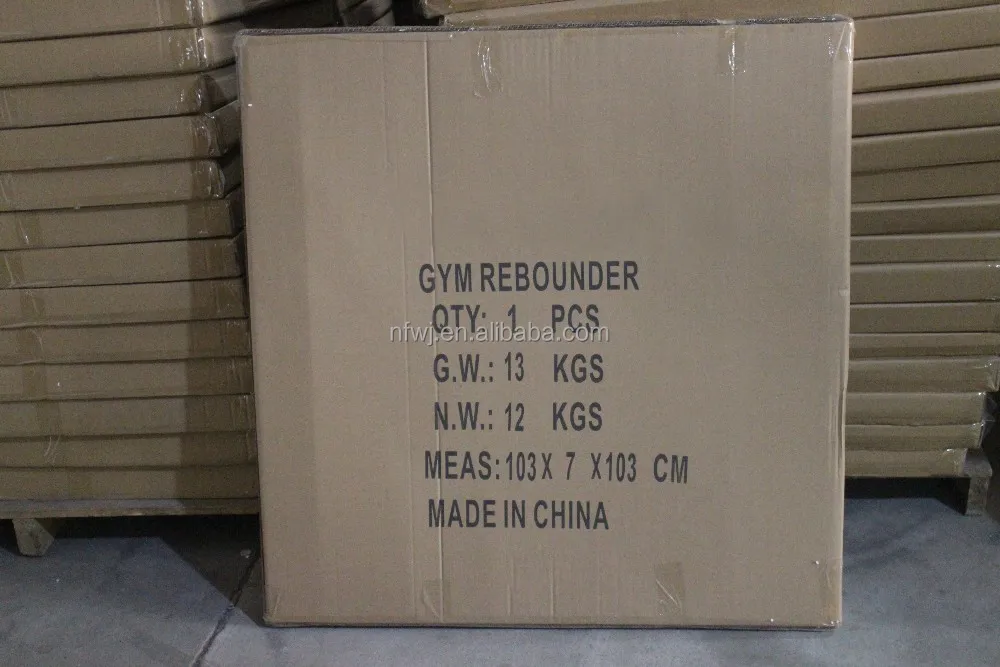 GYM REBOUNDER
QTY: 1 PCS
nfwj.en.alibaba.com
G.W.: 13 KGS
N.W.: 12 KGS
MEAS: 103 X 7 X103 CM
MADE IN CHINA